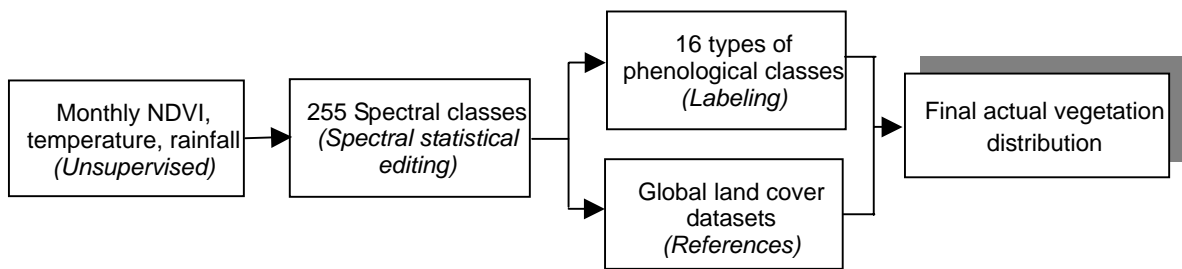 Monthly NDVI,
temperature, rainfall
(Unsupervised)
255 Spectral classes
(Spectral statistical
editing)
16 types of
phenological classes
(Labeling)
Global land cover
datasets
(References)
Final actual vegetation
distribution